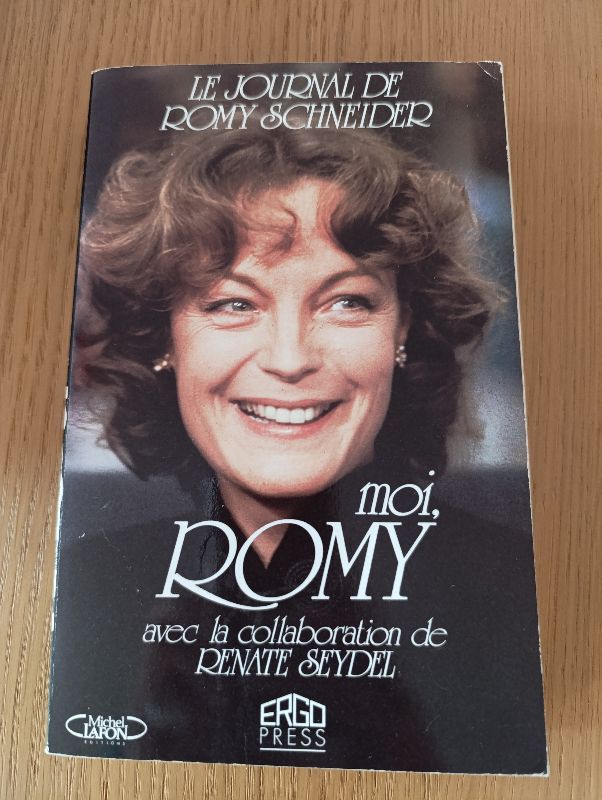 LE JOURNAL DE
ROMY SCHNEIDER
moi,
ROMY
avec la collaboration de
RENATE SEYDEL
Michel
LAFON
EDITIONS
ERGO
PRESS